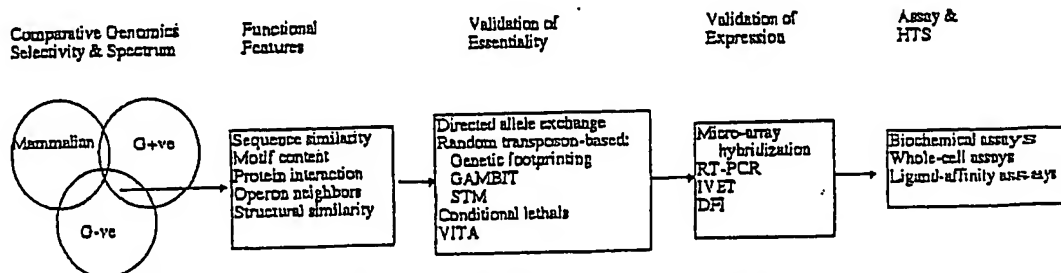 Comparative Genomics
Selectivity & Spectrum
Functional
Features
Validation of
Essentiality
Validation of
Expression
Assay &
HTS
Mammalian
G+ve
G-ve
Sequence similarity
Motif content
Protein interaction
Operon neighbors
Structural similarity
Directed allele exchange
Random transposon-based:
Genetic footprinting
GAMBIT
STM
Conditional lethals
VITA
Micro-array
hybridization
RT-PCR
IVET
DFI
Biochemical assays
Whole-cell assays
Ligand-affinity assays